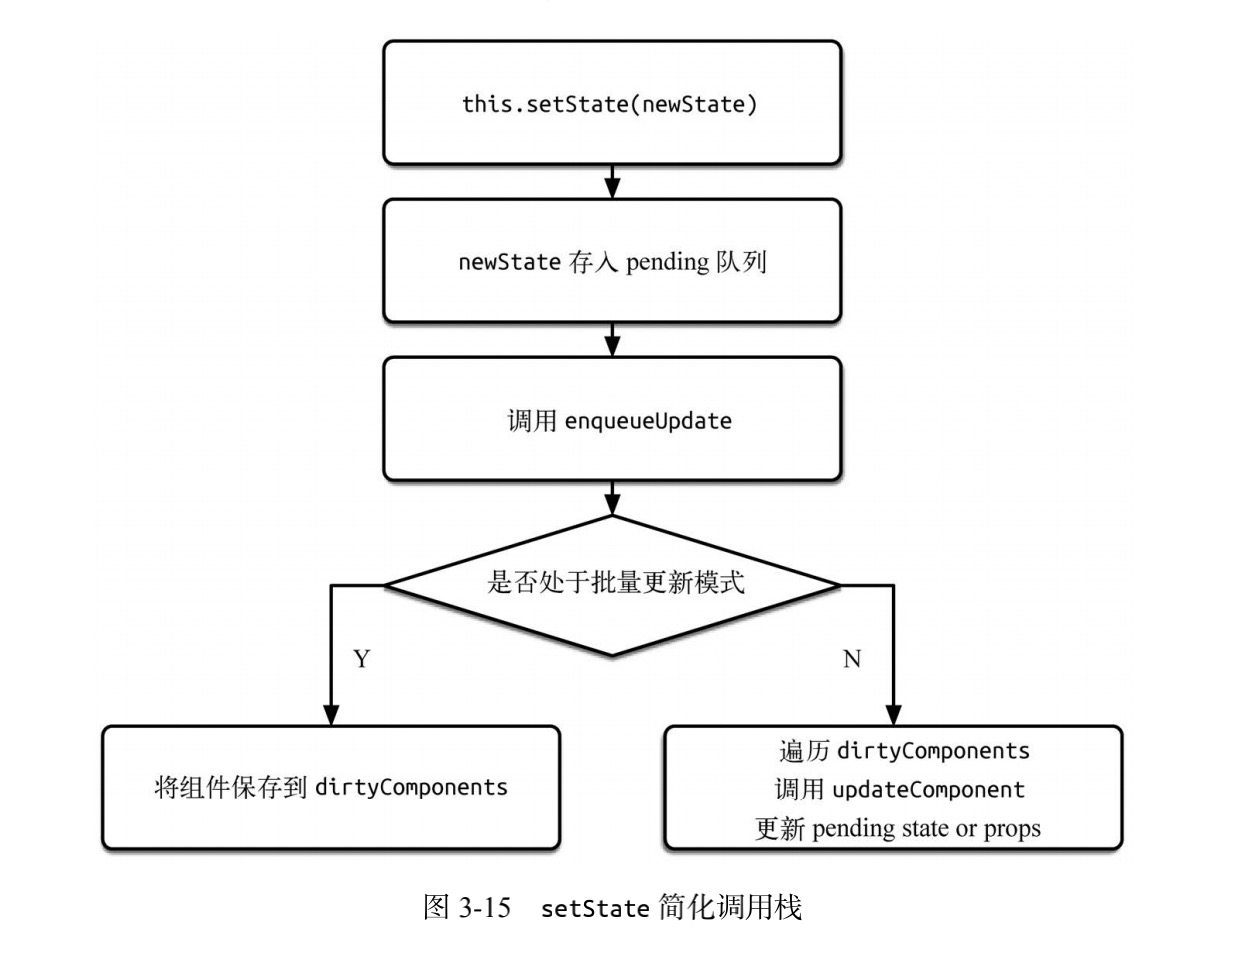 this.setState(newState)
newState 存入 pending 队列
调用 enqueueUpdate
是否处于批量更新模式
Y
N
将组件保存到 dirtyComponents
遍历 dirtyComponents
调用 updateComponent
更新 pending state or props
图 3-15 setState 简化调用栈